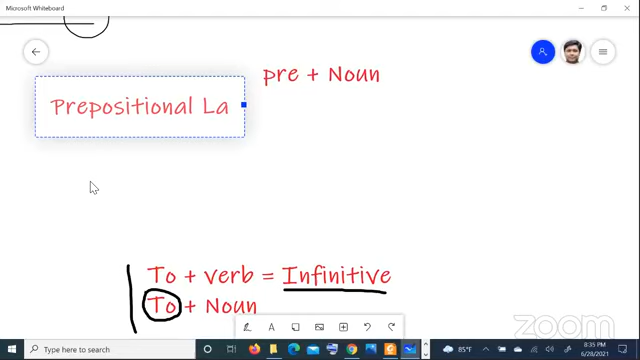 Microsoft Whiteboard
pre + Noun
Prepositional La
To + verb = Infinitive
To + Noun
zoom
Type here to search
85°F
8:35 PM
6/28/2021